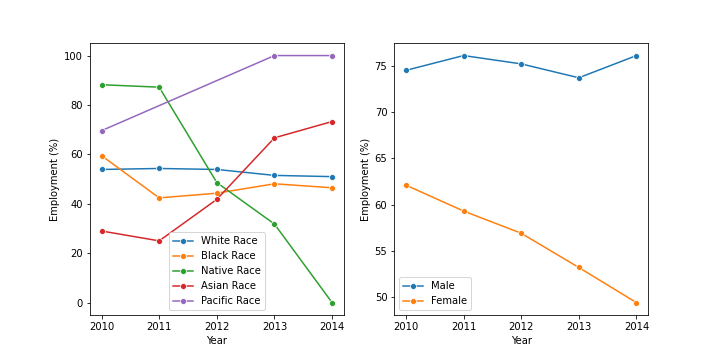 100
80
60
40
20
0
Employment (%)
White Race
Black Race
Native Race
Asian Race
Pacific Race
2010 2011 2012 2013 2014
Year
75
70
65
60
55
50
Employment (%)
Male
Female
2010 2011 2012 2013 2014
Year